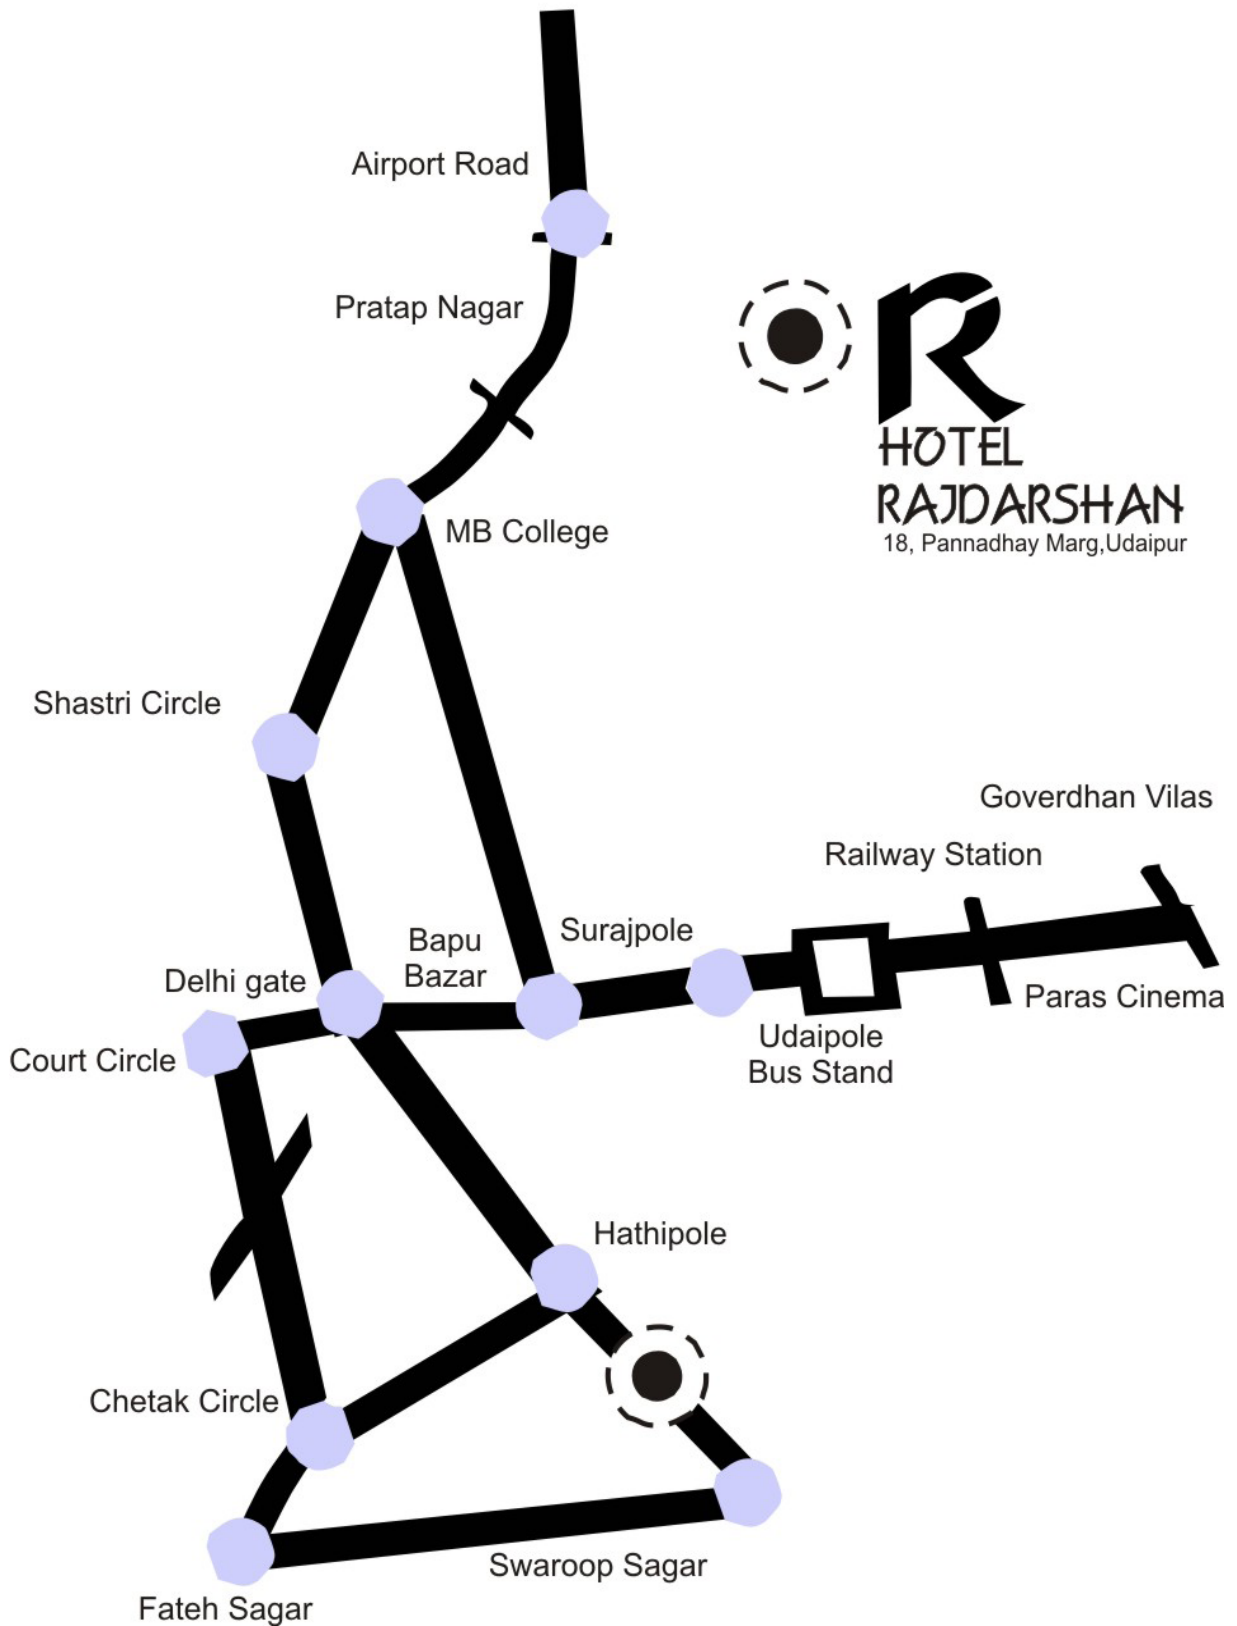 Airport Road
Pratap Nagar
R
HOTEL
RAJDARSHAN
18, Pannadhay Marg,Udaipur
MB College
Shastri Circle
Goverdhan Vilas
Railway Station
Surajpole
Bapu
Bazar
Delhi gate
Paras Cinema
Court Circle
Udaipole
Bus Stand
Hathipole
Chetak Circle
Swaroop Sagar
Fateh Sagar